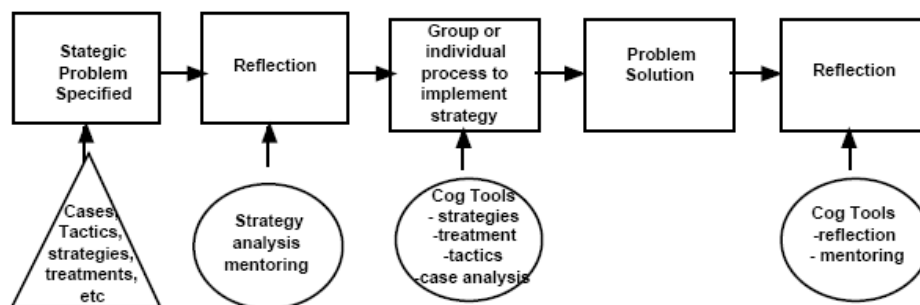 Stategic
Problem
Specified
Reflection
Group or
individual
process to
implement
strategy
Problem
Solution
Reflection
Cases,
Tactics,
strategies,
treatments,
etc
Strategy
analysis
mentoring
Cog Tools
- strategies
-treatment
-tactics
-case analysis
Cog Tools
-reflection
- mentoring